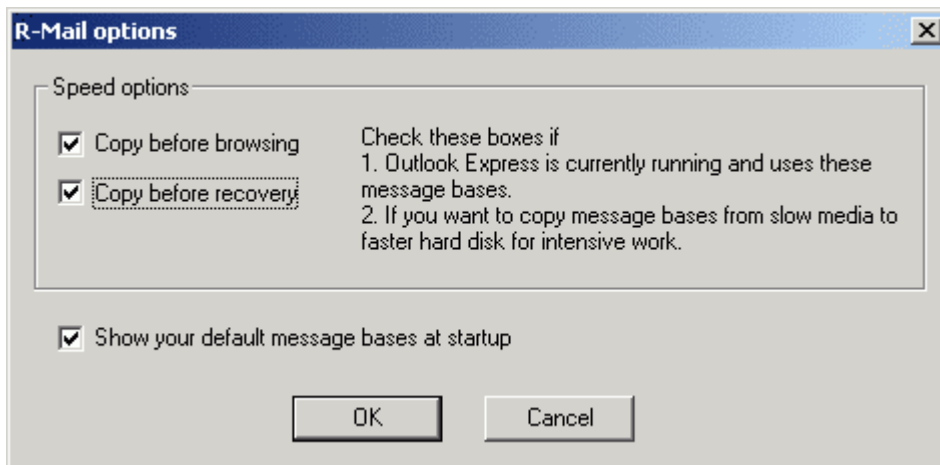 R-Mail options
Speed options
Copy before browsing
Copy before recovery
Check these boxes if
1. Outlook Express is currently running and uses these
message bases.
2. If you want to copy message bases from slow media to
faster hard disk for intensive work.
Show your default message bases at startup
OK
Cancel